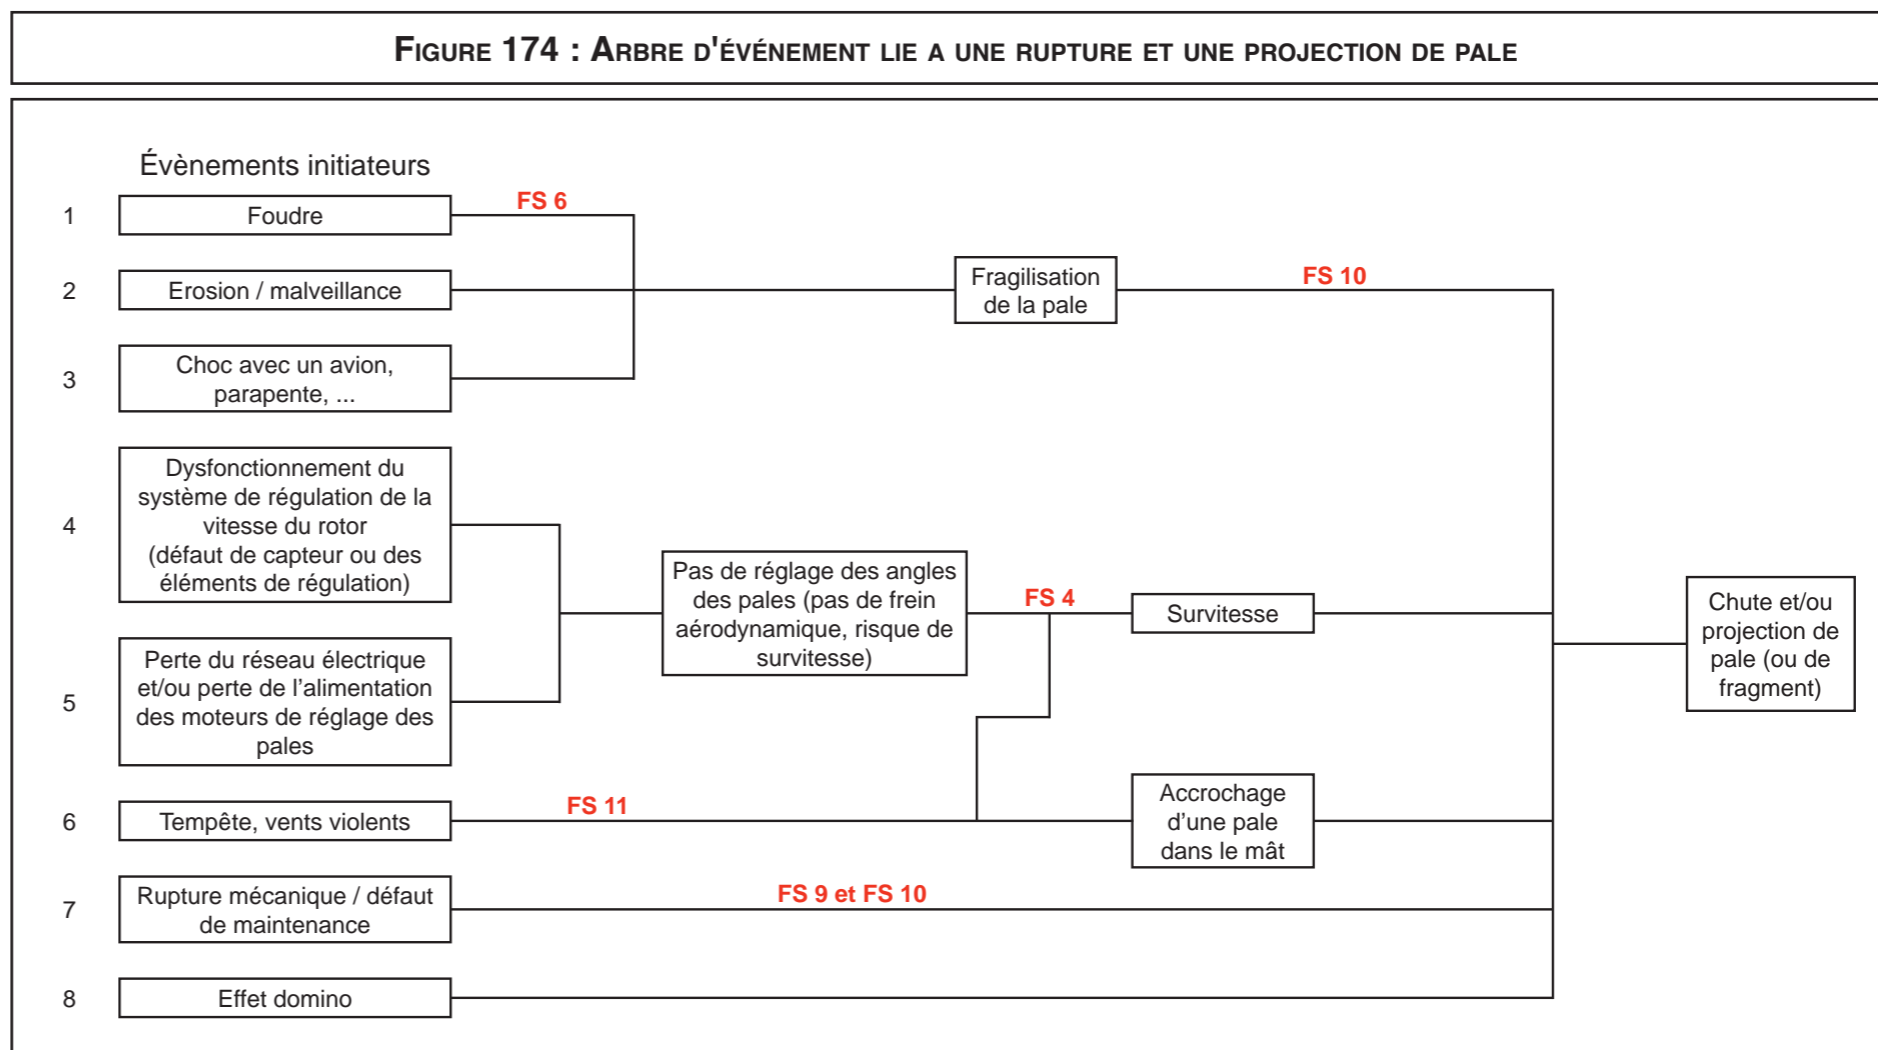 FIGURE 174 : ARBRE D'ÉVÉNEMENT LIE A UNE RUPTURE ET UNE PROJECTION DE PALE
Évènements initiateurs
1
Foudre
FS 6
2
Erosion / malveillance
Fragilisation
de la pale
FS 10
3
Choc avec un avion,
parapente, ...
4
Dysfonctionnement du
système de régulation de la
vitesse du rotor
(défaut de capteur ou des
éléments de régulation)
Pas de réglage des angles
des pales (pas de frein
aérodynamique, risque de
survitesse)
FS 4
Survitesse
Chute et/ou
projection de
pale (ou de
fragment)
5
Perte du réseau électrique
et/ou perte de l’alimentation
des moteurs de réglage des
pales
6
Tempête, vents violents
FS 11
Accrochage
d’une pale
dans le mât
7
Rupture mécanique / défaut
de maintenance
FS 9 et FS 10
8
Effet domino